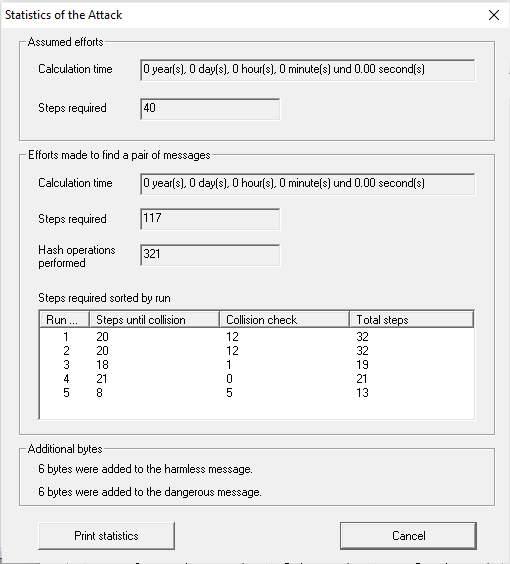 Statistics of the Attack
Assumed efforts
Calculation time 0 year(s), 0 day(s), 0 hour(s), 0 minute(s) und 0.00 second(s)
Steps required 40
Efforts made to find a pair of messages
Calculation time 0 year(s), 0 day(s), 0 hour(s), 0 minute(s) und 0.00 second(s)
Steps required 117
Hash operations performed 321
Steps required sorted by run
Run ... Steps until collision Collision check Total steps
1 20 12 32
2 20 12 32
3 18 1 19
4 21 0 21
5 8 5 13
Additional bytes
6 bytes were added to the harmless message.
6 bytes were added to the dangerous message.
Print statistics Cancel